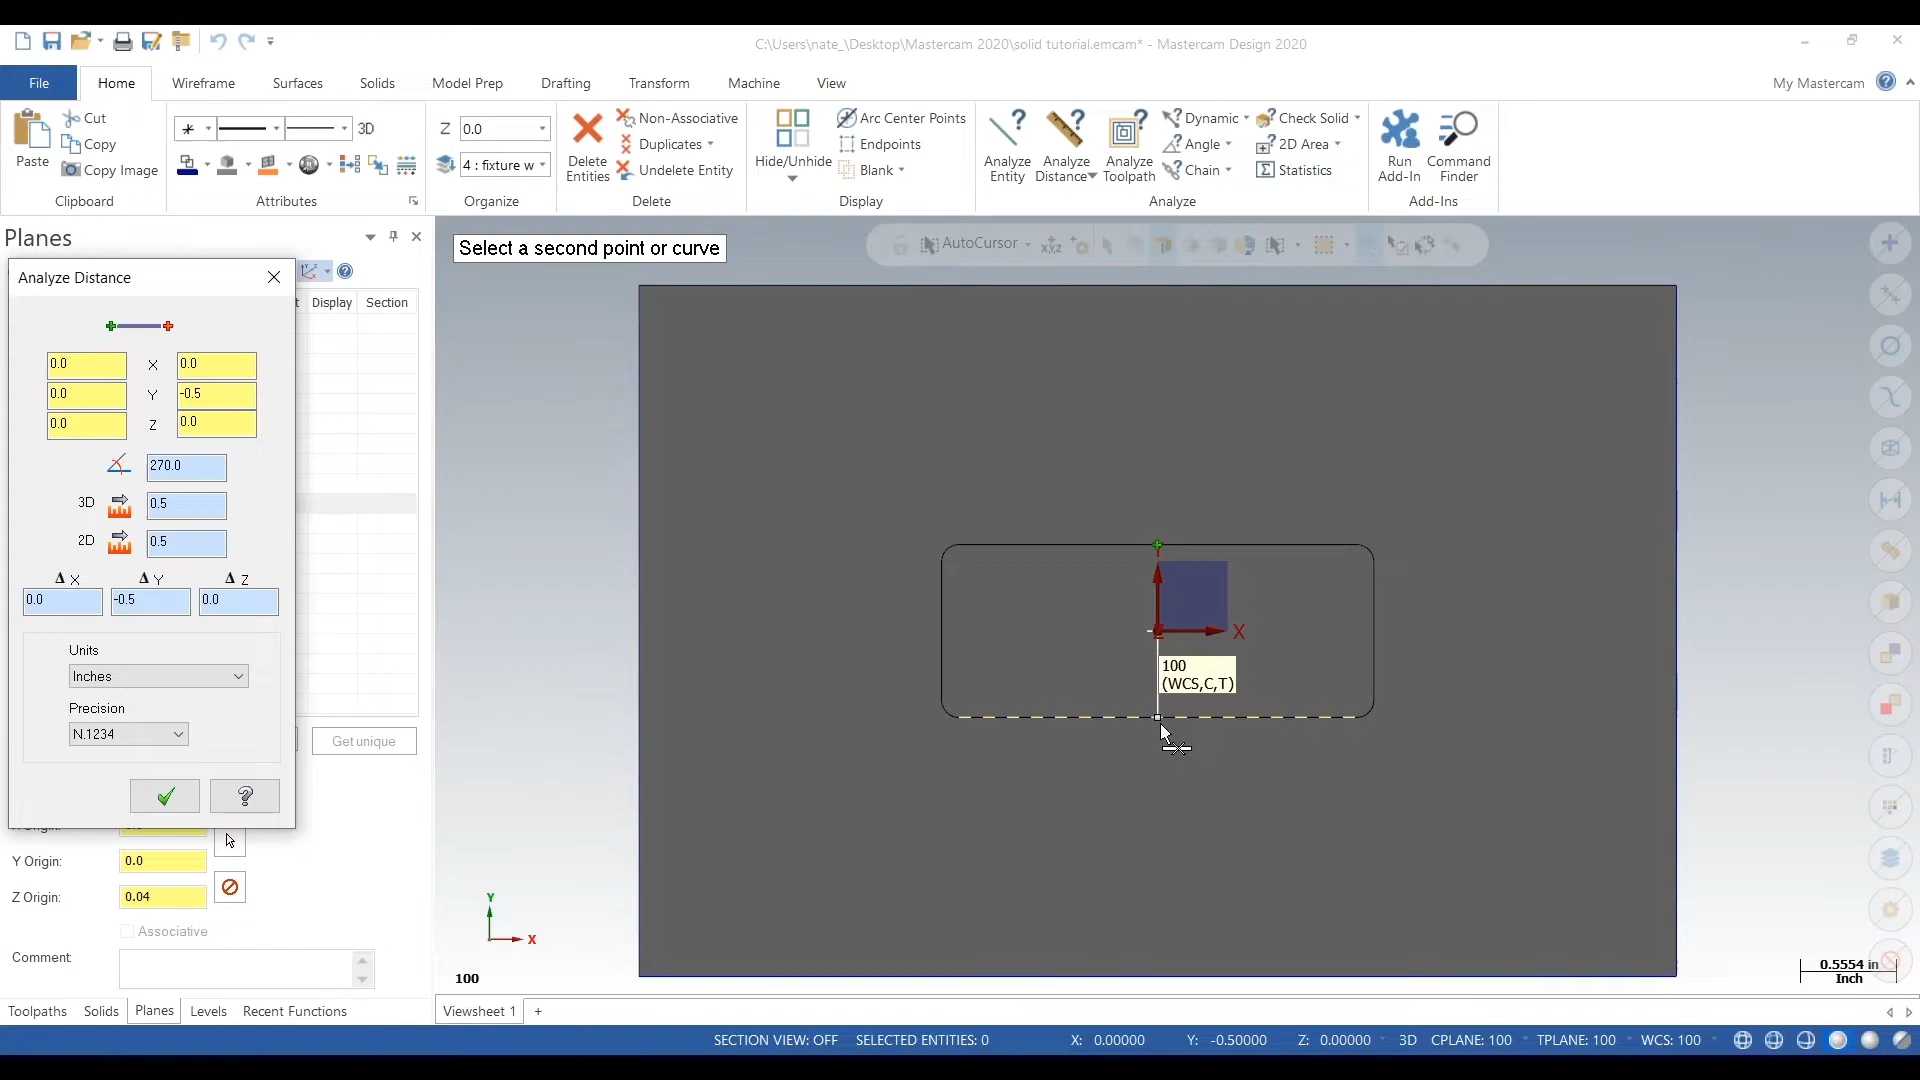 C:\Users\nate_\Desktop\Mastercam 2020\solid tutorial.emcam* - Mastercam Design 2020
File Home Wireframe Surfaces Solids Model Prep Drafting Transform Machine View My Mastercam
Paste
Cut
Copy
Copy Image
Clipboard
3D
Attributes
Z 0.0
4 : fixture w
Organize
Delete Entities
Non-Associative
Duplicates
Undelete Entity
Delete
Hide/Unhide
Arc Center Points
Endpoints
Blank
Display
Analyze Entity
Analyze Distance
Analyze Toolpath
Dynamic
Angle
Chain
Check Solid
2D Area
Statistics
Analyze
Run Add-In
Command Finder
Add-Ins
Planes
Display Section
Analyze Distance
0.0 X 0.0
0.0 Y -0.5
0.0 Z 0.0
270.0
3D 0.5
2D 0.5
Δ X Δ Y Δ Z
0.0 -0.5 0.0
Units
Inches
Precision
N.1234
Get unique
Y Origin: 0.0
Z Origin: 0.04
Associative
Comment:
Select a second point or curve
AutoCursor
X
100
(WCS,C,T)
Y
X
100
0.5554 in
Inch
Toolpaths Solids Planes Levels Recent Functions
Viewsheet 1 +
SECTION VIEW: OFF SELECTED ENTITIES: 0 X: 0.00000 Y: -0.50000 Z: 0.00000 3D CPLANE: 100 TPLANE: 100 WCS: 100